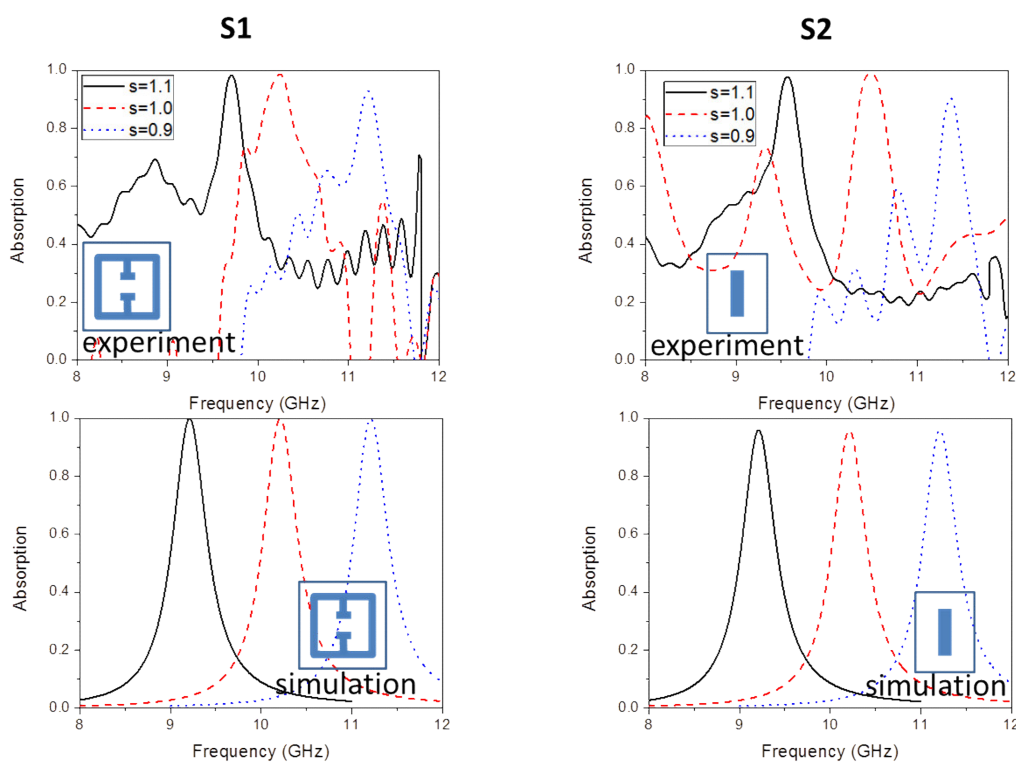 S1
S2
1.0
0.8
0.6
0.4
0.2
0.0
Absorption
s=1.1
s=1.0
s=0.9
experiment
8
9
10
11
12
Frequency (GHz)
1.0
0.8
0.6
0.4
0.2
0.0
Absorption
s=1.1
s=1.0
s=0.9
experiment
8
9
10
11
12
Frequency (GHz)
1.0
0.8
0.6
0.4
0.2
0.0
Absorption
simulation
8
9
10
11
12
Frequency (GHz)
1.0
0.8
0.6
0.4
0.2
0.0
Absorption
simulation
8
9
10
11
12
Frequency (GHz)